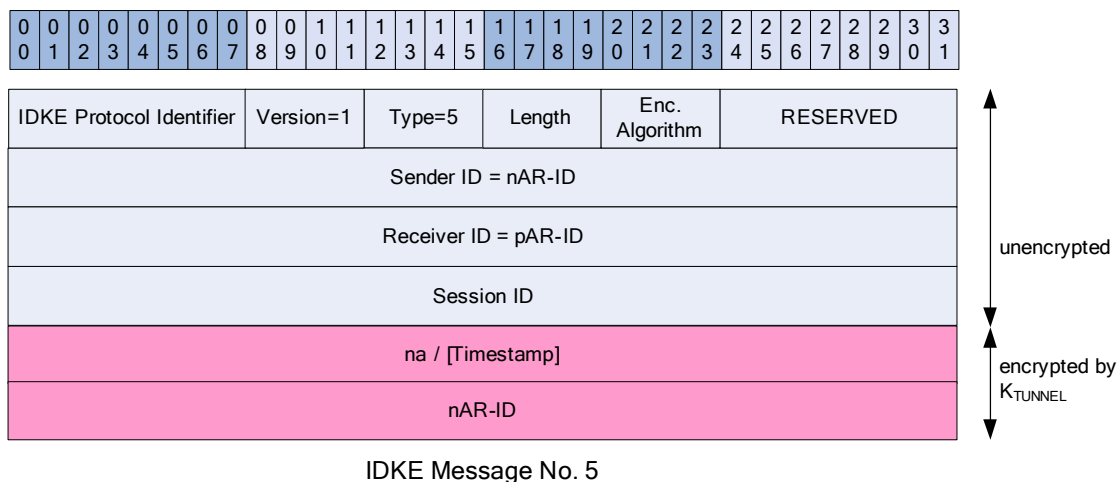 0 0 0 0 0 0 0 0 0 0 1 1 1 1 1 1 1 1 1 1 2 2 2 2 2 2 2 2 2 2 3 3
0 1 2 3 4 5 6 7 8 9 0 1 2 3 4 5 6 7 8 9 0 1 2 3 4 5 6 7 8 9 0 1
IDKE Protocol Identifier Version=1 Type=5 Length Enc. Algorithm RESERVED
Sender ID = nAR-ID
Receiver ID = pAR-ID
Session ID
unencrypted
na / [Timestamp]
nAR-ID
encrypted by
KTUNNEL
IDKE Message No. 5